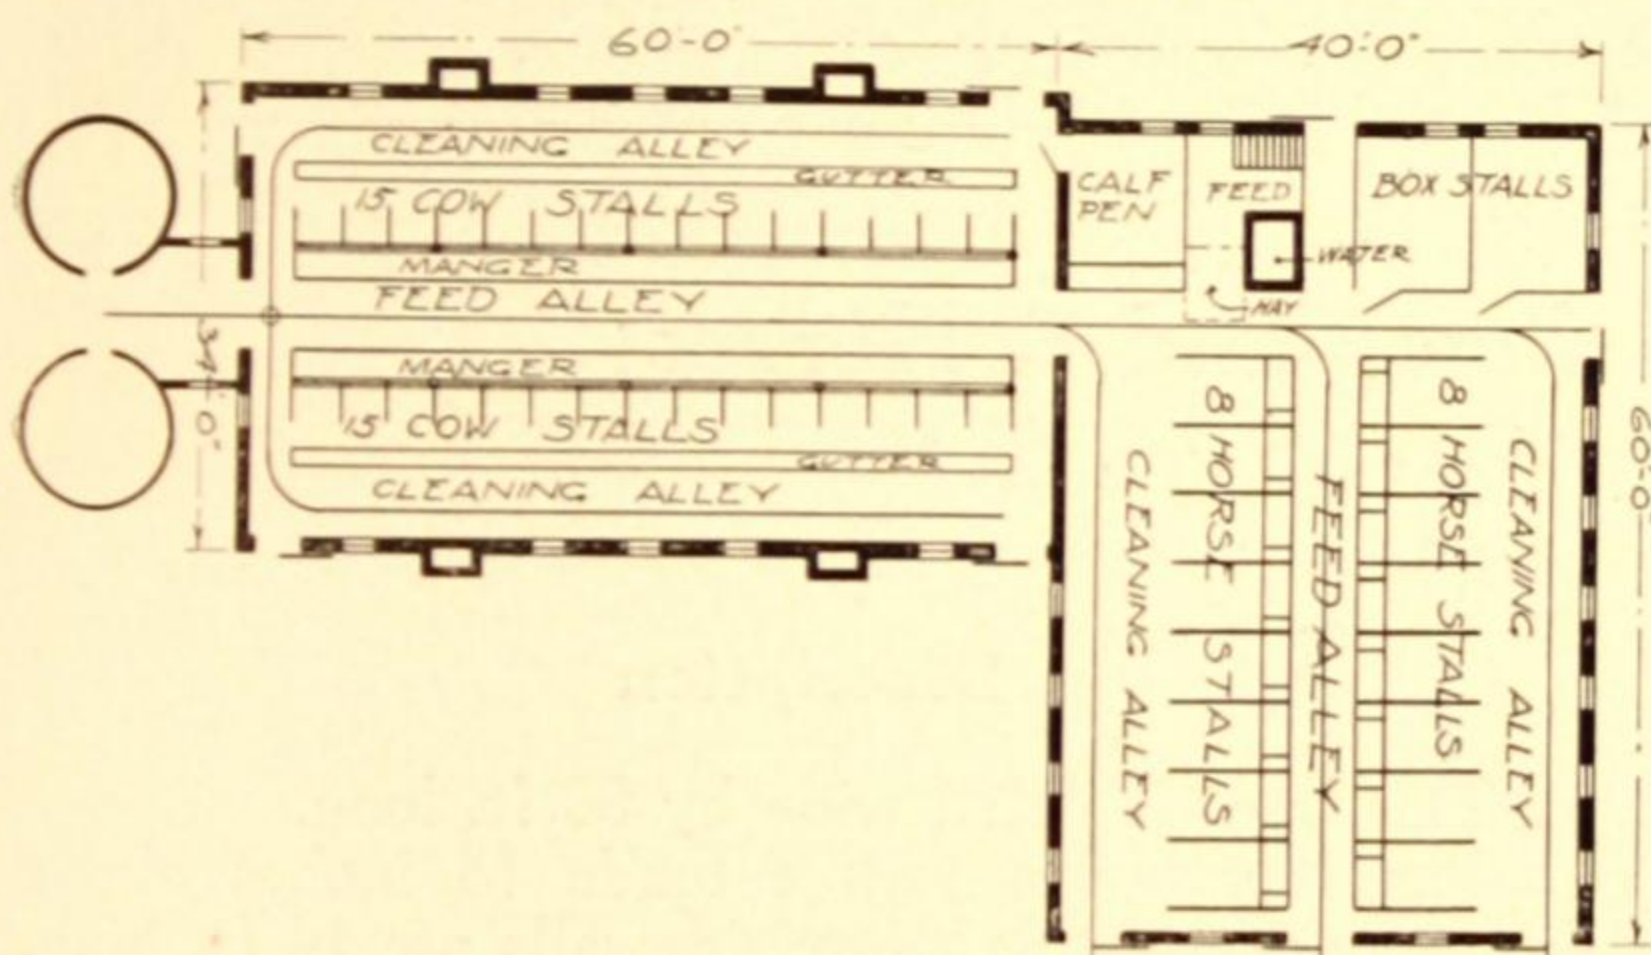 60'-0"
40'-0"
CLEANING ALLEY
GUTTER
15 COW STALLS
MANGER
FEED ALLEY
MANGER
15 COW STALLS
GUTTER
CLEANING ALLEY
34'-0"
CALF
PEN
FEED
BOX STALLS
WATER
HAY
CLEANING ALLEY
8 HORSE STALLS
FEED ALLEY
8 HORSE STALLS
CLEANING ALLEY
60'-0"